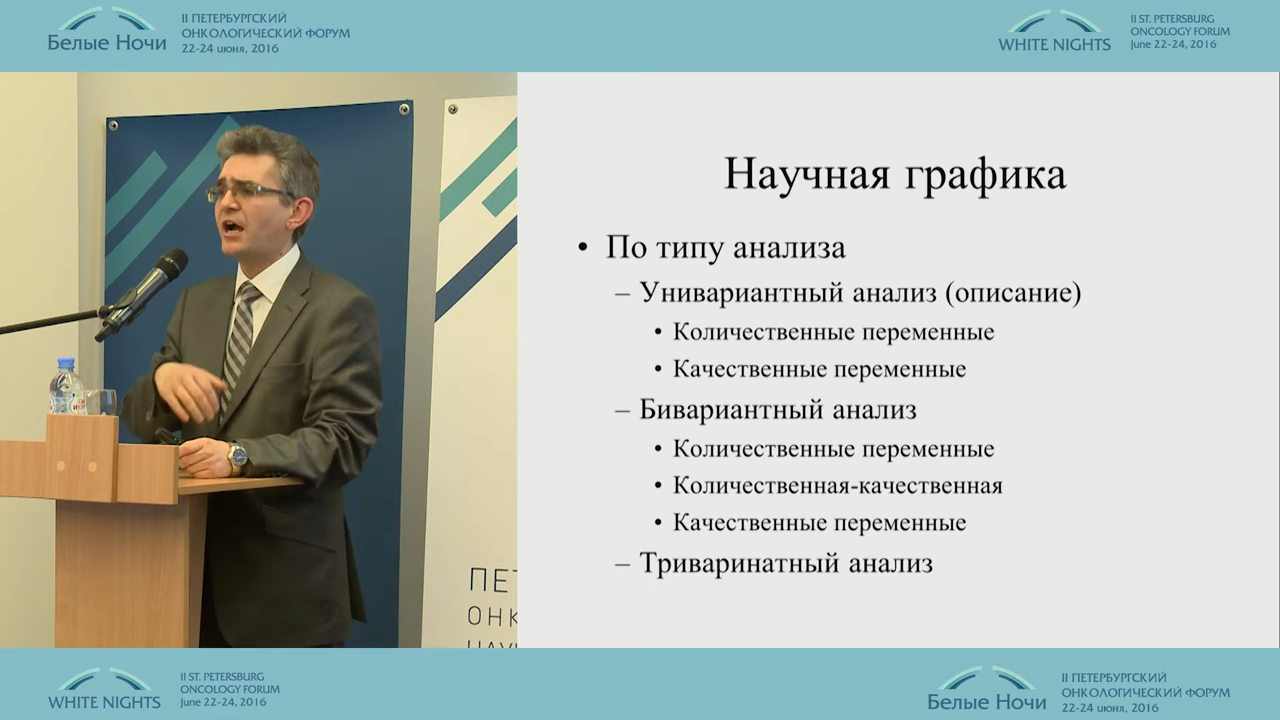 Белые Ночи
II ПЕТЕРБУРГСКИЙ
ОНКОЛОГИЧЕСКИЙ ФОРУМ
22-24 июня, 2016
WHITE NIGHTS
II ST. PETERSBURG
ONCOLOGY FORUM
June 22-24, 2016
Научная графика
• По типу анализа
– Унивариантный анализ (описание)
• Количественные переменные
• Качественные переменные
– Бивариантный анализ
• Количественные переменные
• Количественная-качественная
• Качественные переменные
– Триваринатный анализ
ПЕ
ОНК
НАУ
WHITE NIGHTS
II ST. PETERSBURG
ONCOLOGY FORUM
June 22-24, 2016
Белые Ночи
II ПЕТЕРБУРГСКИЙ
ОНКОЛОГИЧЕСКИЙ ФОРУМ
22-24 июня, 2016